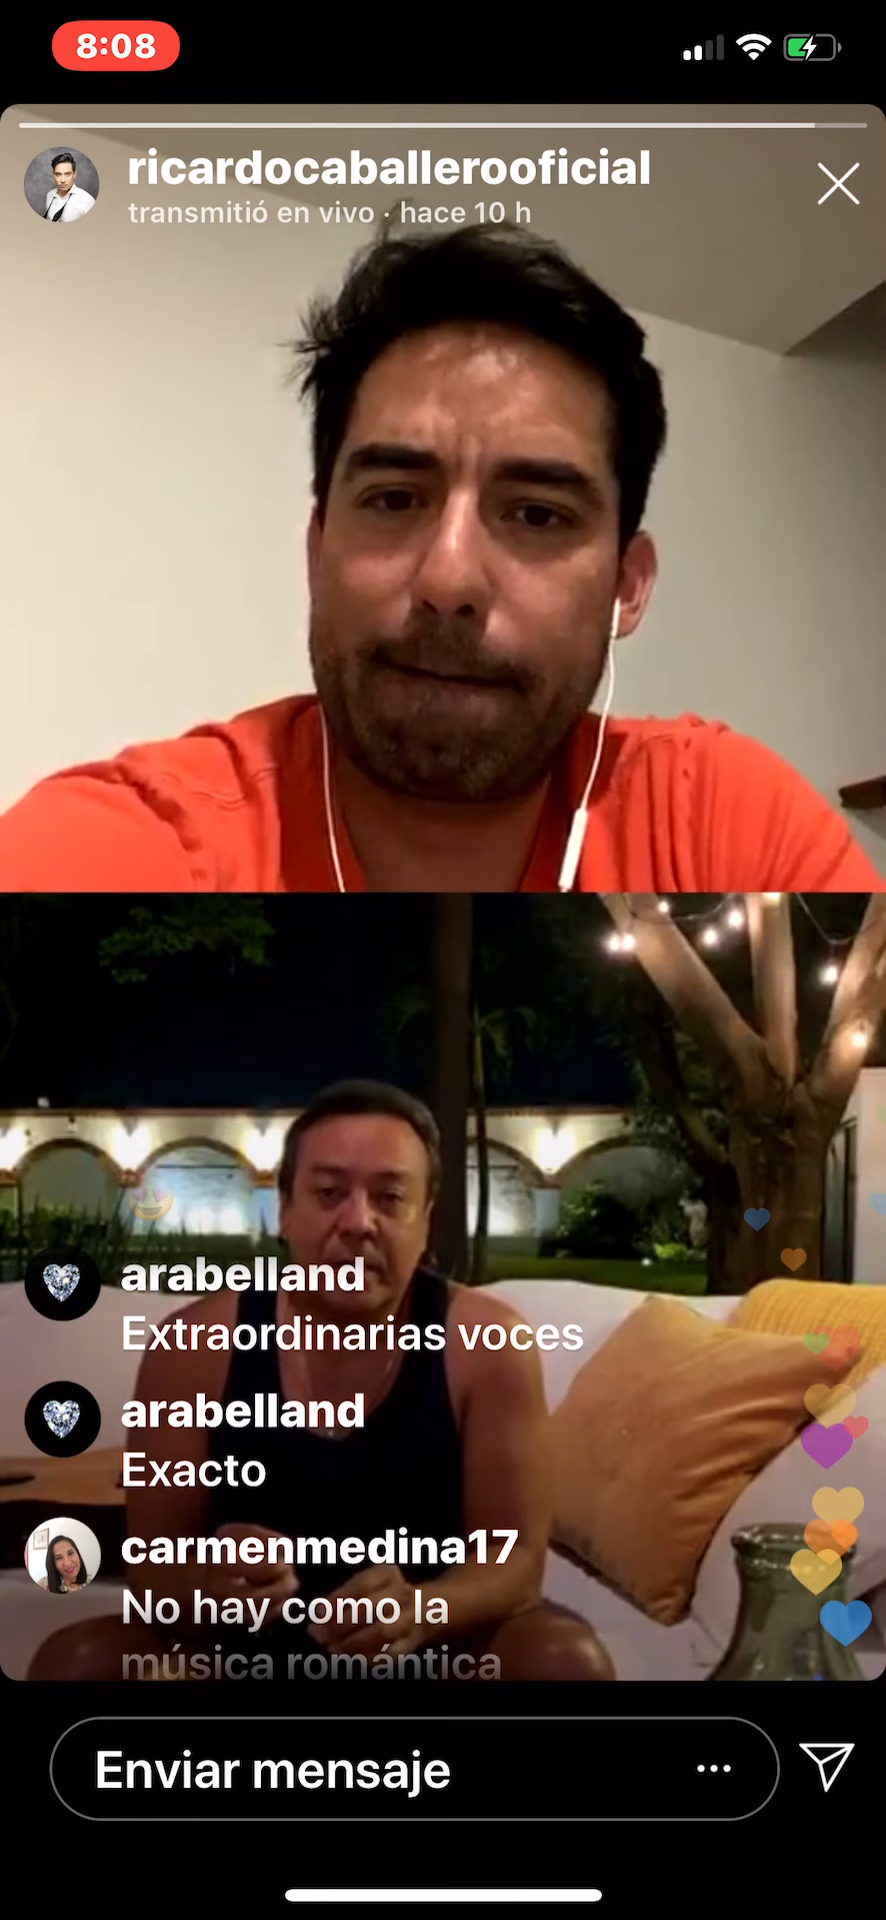 8:08
ricardocaballerooficial
transmitió en vivo · hace 10 h
arabelland
Extraordinarias voces
arabelland
Exacto
carmenmedina17
No hay como la
música romántica
Enviar mensaje